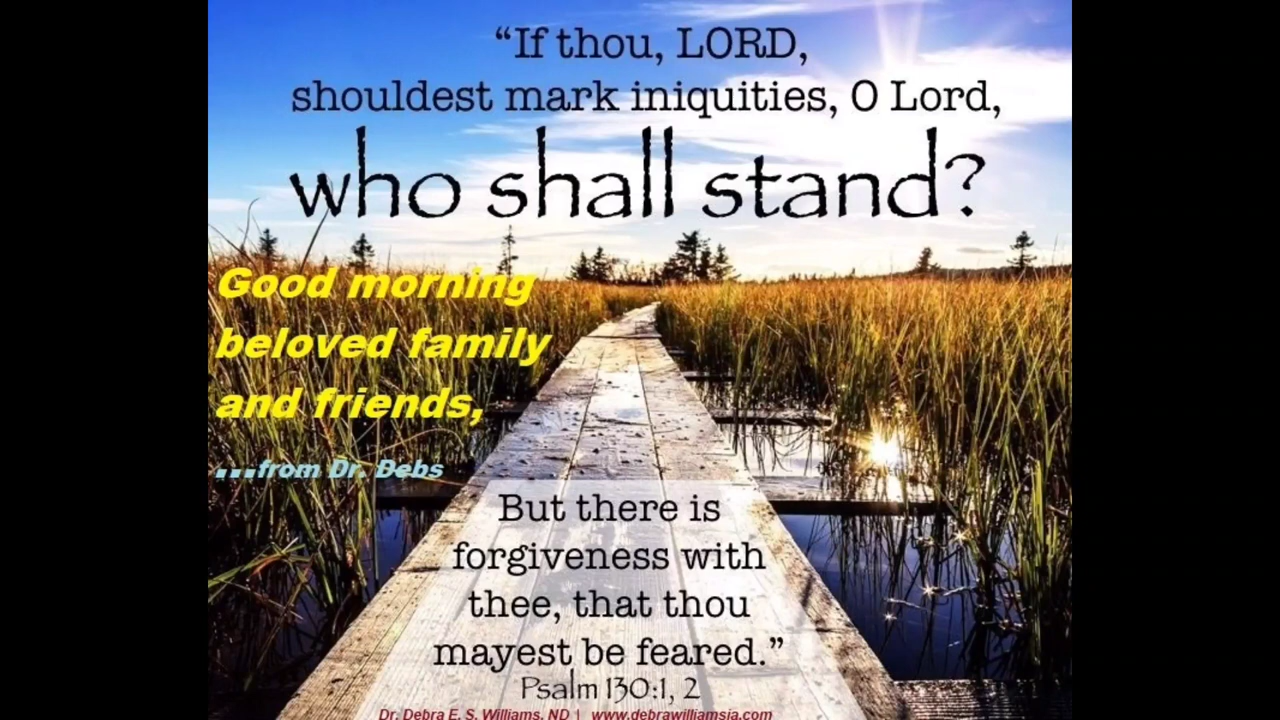 “If thou, LORD,
shouldest mark iniquities, O Lord,
who shall stand?
Good morning
beloved family
and friends,
...from Dr. Debs
But there is
forgiveness with
thee, that thou
mayest be feared.”
Psalm 130:1, 2
Dr. Debra E. S. Williams, ND | www.debrawilliamsia.com